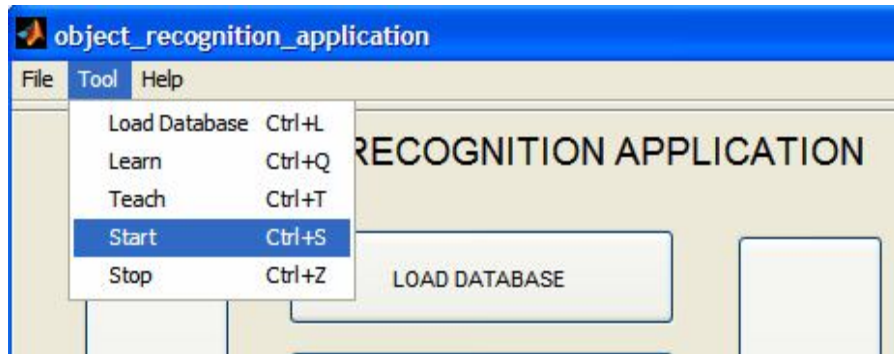 object_recognition_application
File Tool Help
Load Database Ctrl+L
Learn Ctrl+Q
Teach Ctrl+T
Start Ctrl+S
Stop Ctrl+Z
RECOGNITION APPLICATION
LOAD DATABASE